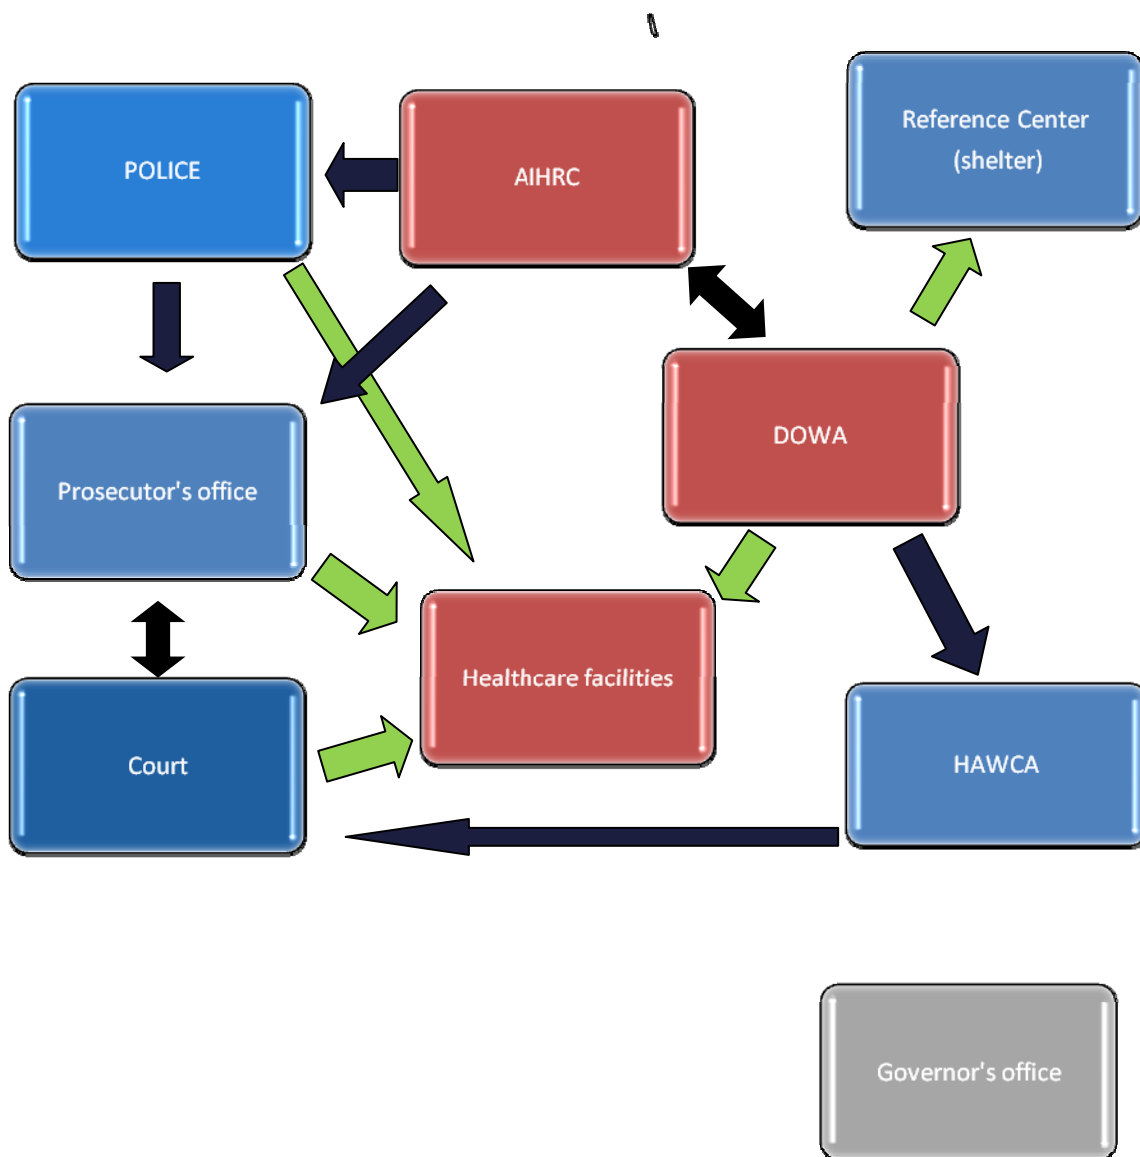 POLICE
AIHRC
Reference Center
(shelter)
DOWA
Prosecutor's office
Healthcare facilities
Court
HAWCA
Governor's office